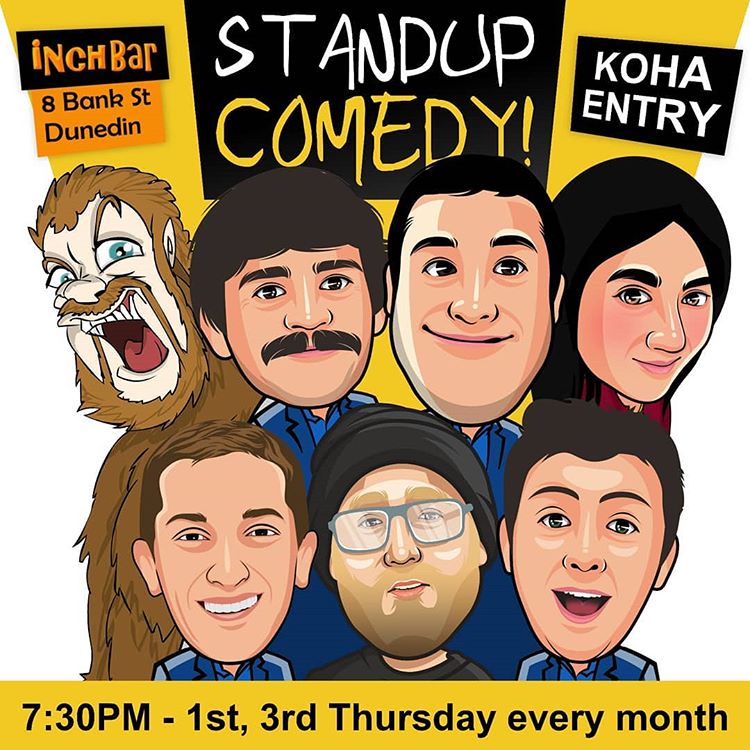 iNCHBar
8 Bank St
Dunedin
STANDUP
COMEDY!
KOHA
ENTRY
7:30PM - 1st, 3rd Thursday every month